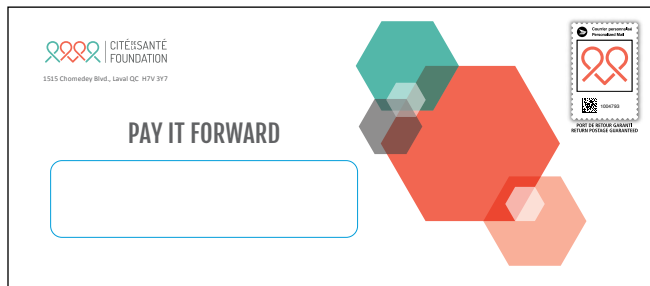 CITÉ DE LA SANTÉ
FOUNDATION
1515 Chomedey Blvd., Laval QC H7V 3Y7
PAY IT FORWARD
Courrier personnalisé
Personalized Mail
1004793
PORT DE RETOUR GARANTI
RETURN POSTAGE GUARANTEED